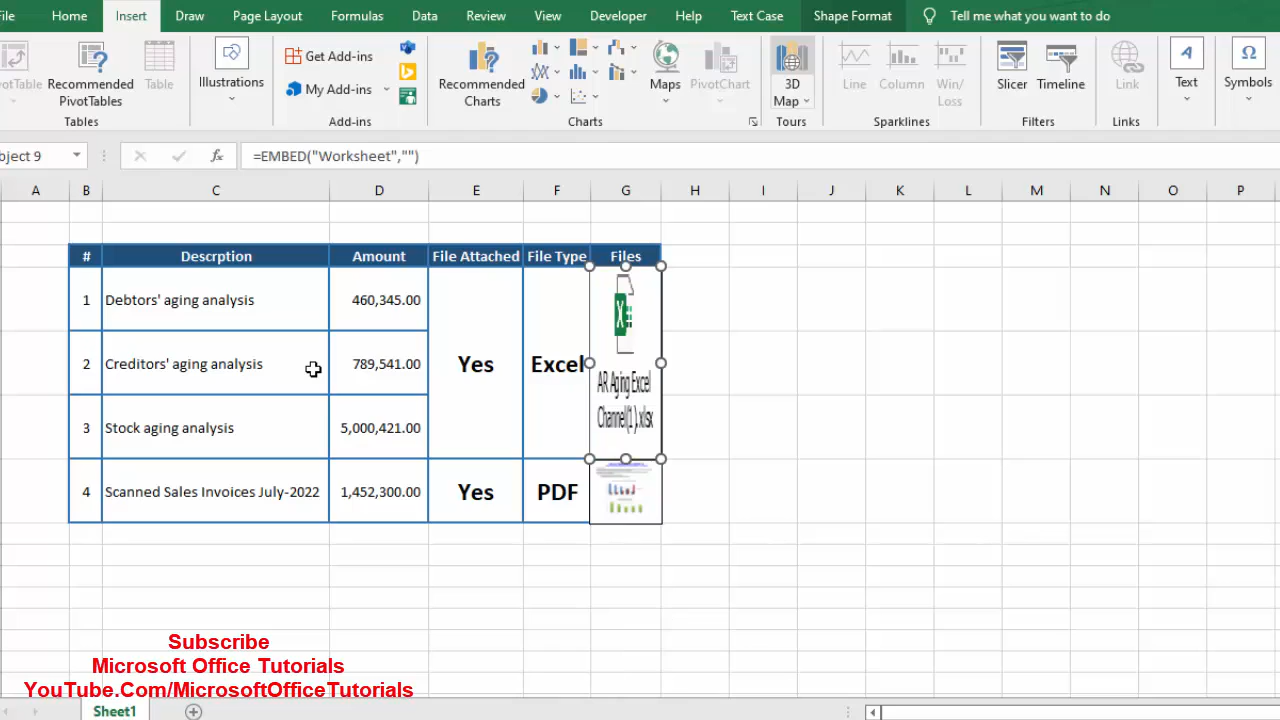 File Home Insert Draw Page Layout Formulas Data Review View Developer Help Text Case Shape Format Tell me what you want to do
PivotTable
Recommended
PivotTables
Table
Tables
Illustrations
Get Add-ins
My Add-ins
Add-ins
Recommended
Charts
Maps
PivotChart
Charts
3D
Map
Tours
Line
Column
Win/
Loss
Sparklines
Slicer
Timeline
Filters
Link
Links
Text
Symbols
bject 9
fx
=EMBED("Worksheet","")
A B C D E F G H I J K L M N O P
# Descrption Amount File Attached File Type Files
1 Debtors' aging analysis 460,345.00
2 Creditors' aging analysis 789,541.00 Yes Excel
3 Stock aging analysis 5,000,421.00
AR Aging Excel
Channel(1).xlsx
4 Scanned Sales Invoices July-2022 1,452,300.00 Yes PDF
Subscribe
Microsoft Office Tutorials
YouTube.Com/MicrosoftOfficeTutorials
Sheet1